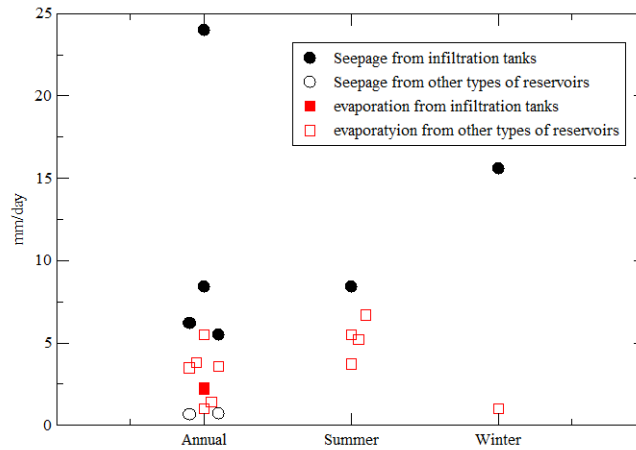 25
20
15
10
5
0
mm/day
Seepage from infiltration tanks
Seepage from other types of reservoirs
evaporation from infiltration tanks
evaporatyion from other types of reservoirs
Annual Summer Winter